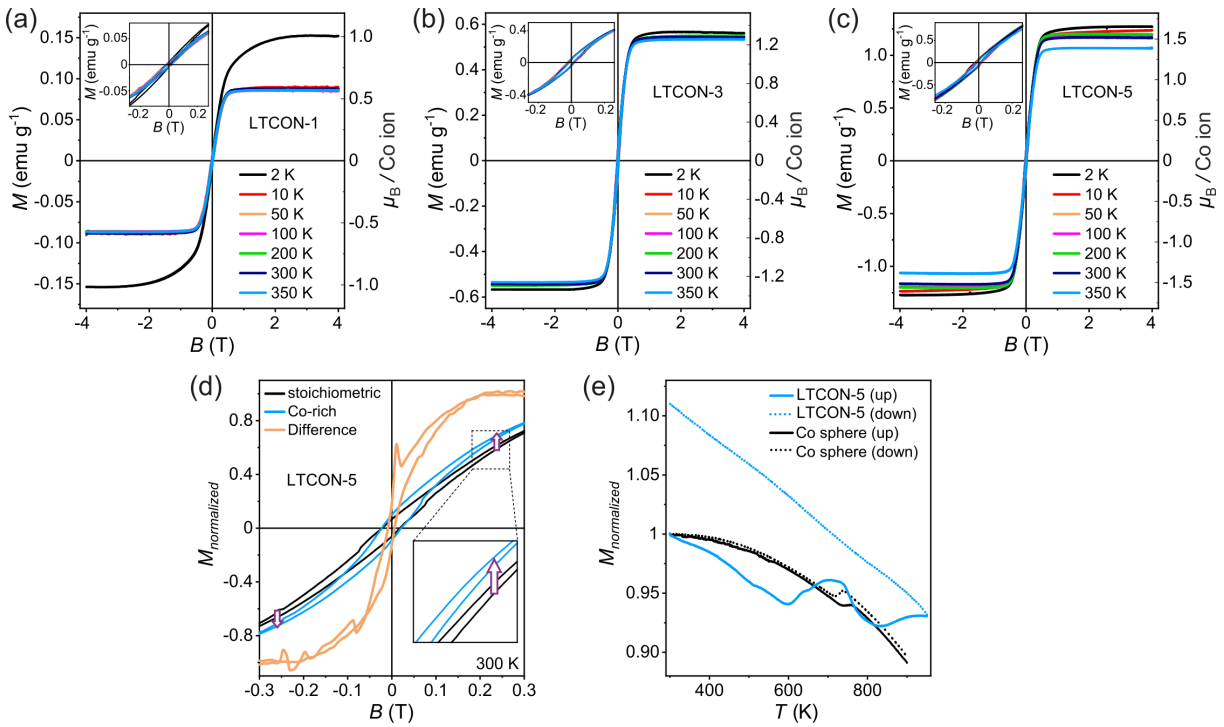 (a)
0.15
0.10
0.05
0
-0.05
-0.10
-0.15
M (emu g⁻¹)
1.0
0.5
0
-0.5
-1.0
μB / Co ion
-4 -2 0 2 4
B (T)
0.05
0
-0.05
M (emu g⁻¹)
-0.2 0 0.2
B (T)
LTCON-1
2 K
10 K
50 K
100 K
200 K
300 K
350 K
(b)
0.6
0.4
0.2
0
-0.2
-0.4
-0.6
M (emu g⁻¹)
1.2
0.8
0.4
0
-0.4
-0.8
-1.2
μB / Co ion
-4 -2 0 2 4
B (T)
0.4
0
-0.4
M (emu g⁻¹)
-0.2 0 0.2
B (T)
LTCON-3
2 K
10 K
50 K
100 K
200 K
300 K
350 K
(c)
1.0
0.5
0
-0.5
-1.0
M (emu g⁻¹)
1.5
1.0
0.5
0
-0.5
-1.0
-1.5
μB / Co ion
-4 -2 0 2 4
B (T)
0.5
0
-0.5
M (emu g⁻¹)
-0.2 0 0.2
B (T)
LTCON-5
2 K
10 K
50 K
100 K
200 K
300 K
350 K
(d)
stoichiometric
Co-rich
Difference
LTCON-5
0.8
0.4
0
-0.4
-0.8
Mnormalized
-0.3 -0.2 -0.1 0 0.1 0.2 0.3
B (T)
300 K
(e)
LTCON-5 (up)
LTCON-5 (down)
Co sphere (up)
Co sphere (down)
1.10
1.05
1
0.95
0.90
Mnormalized
400 600 800
T (K)